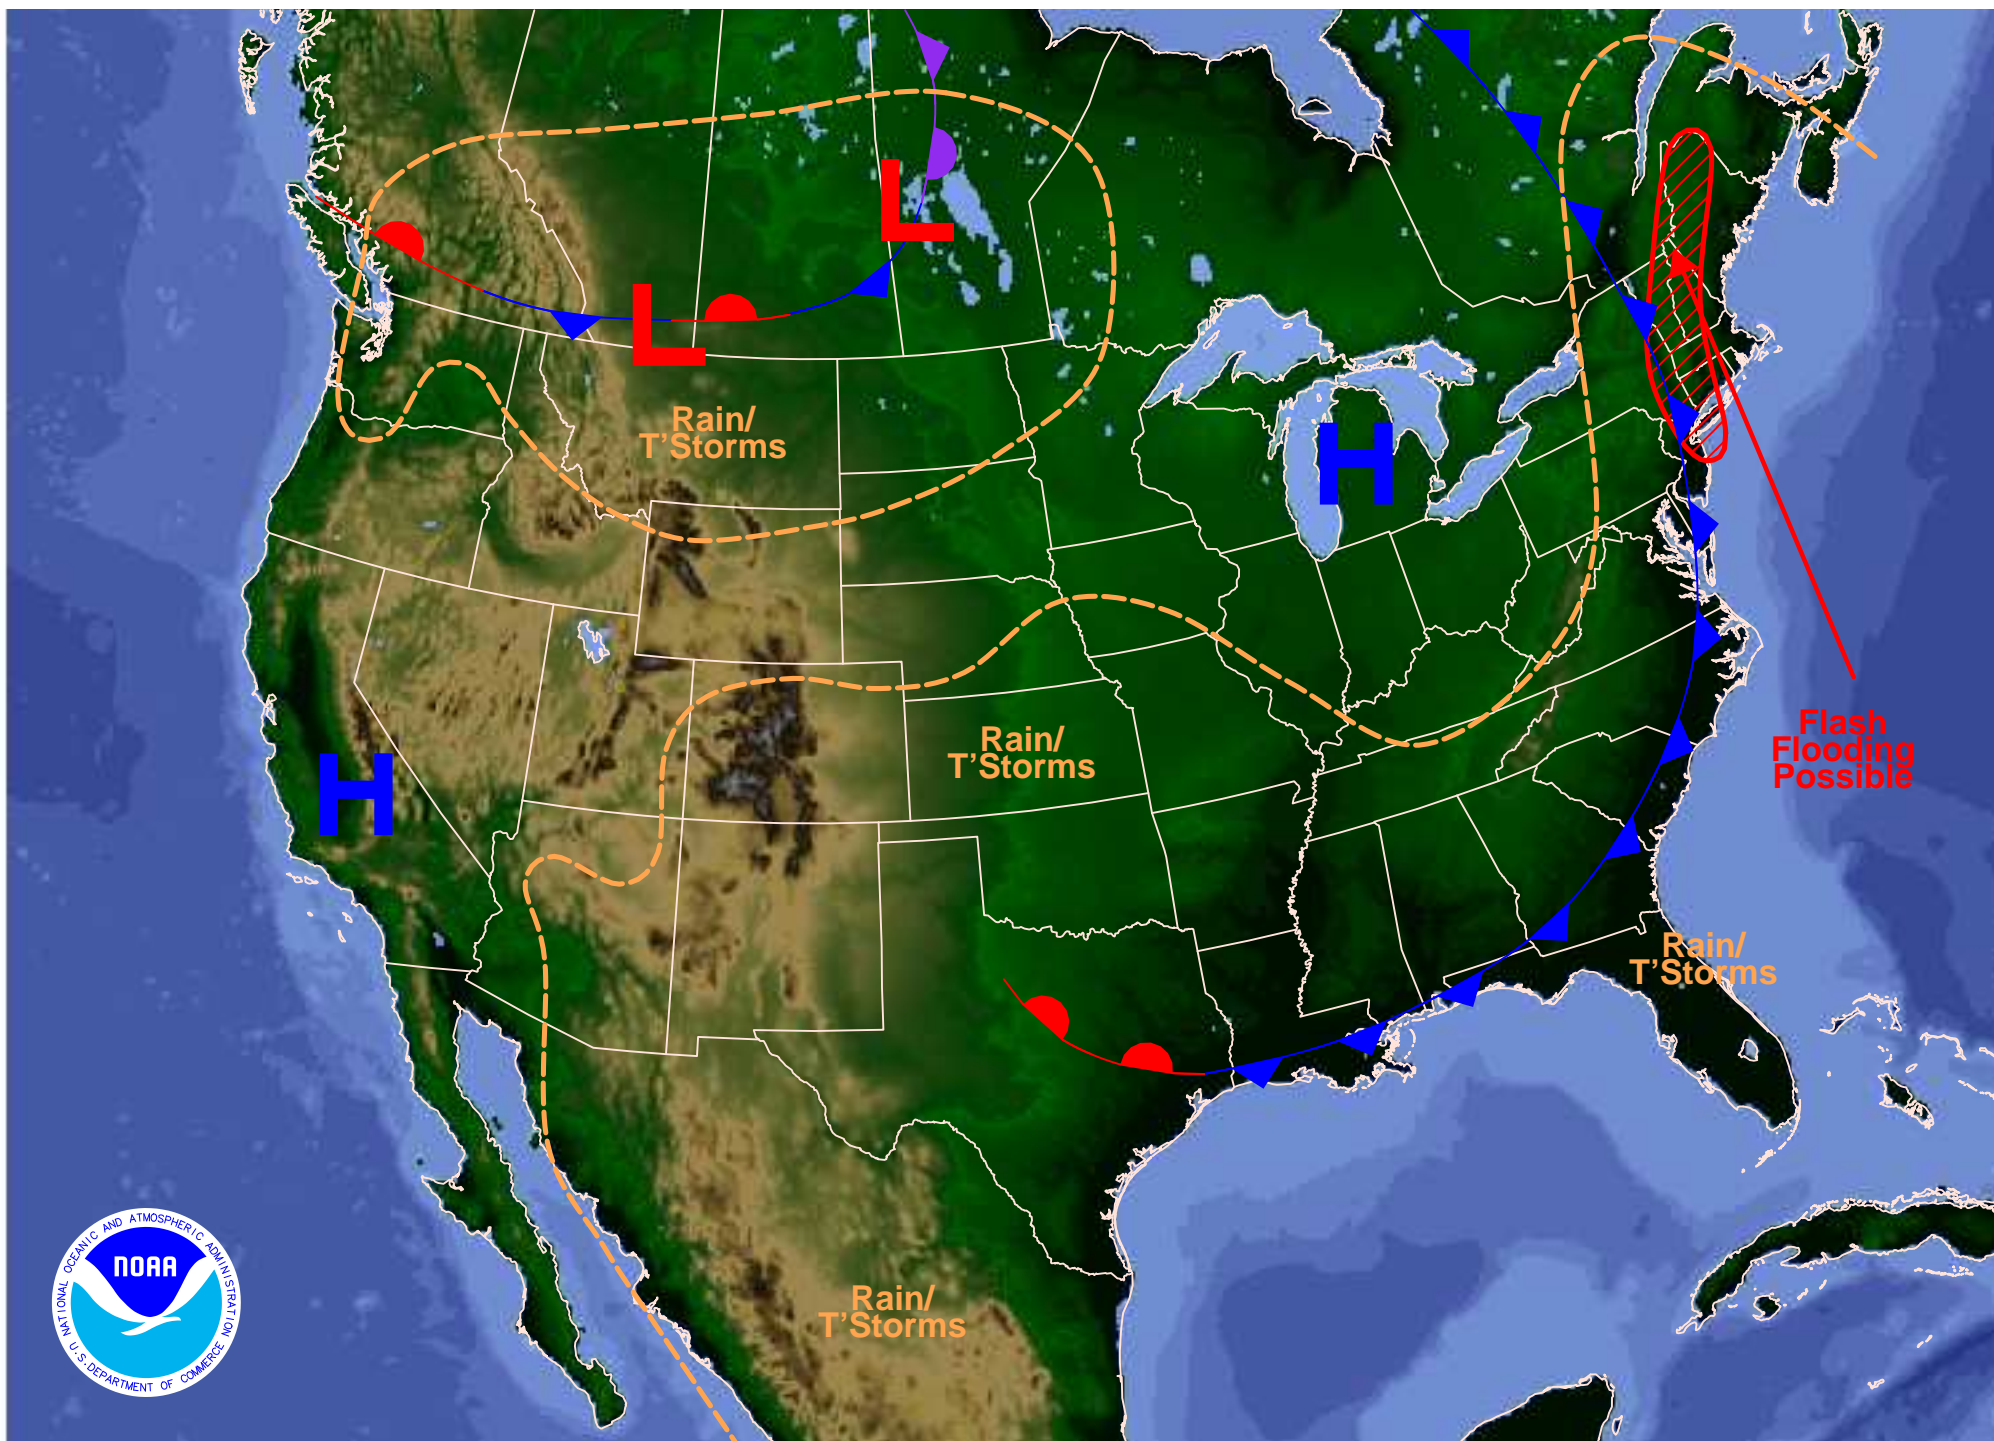 L
L
Rain/
T'Storms
H
Flash
Flooding
Possible
Rain/
T'Storms
H
Rain/
T'Storms
Rain/
T'Storms
NATIONAL OCEANIC AND ATMOSPHERIC ADMINISTRATION
NOAA
U.S. DEPARTMENT OF COMMERCE